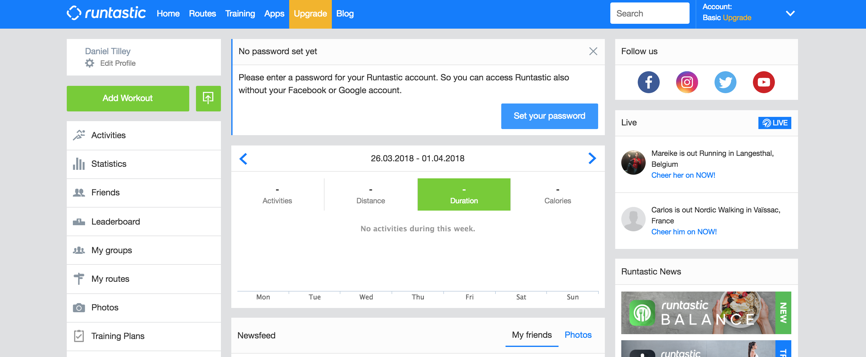 runtastic Home Routes Training Apps Upgrade Blog Search
Account:
Basic Upgrade
Daniel Tilley
Edit Profile
Add Workout
Activities
Statistics
Friends
Leaderboard
My groups
My routes
Photos
Training Plans
No password set yet
Please enter a password for your Runtastic account. So you can access Runtastic also
without your Facebook or Google account.
Set your password
26.03.2018 - 01.04.2018
- - - -
Activities Distance Duration Calories
No activities during this week.
Mon Tue Wed Thu Fri Sat Sun
Newsfeed My friends Photos
Follow us
Live LIVE
Mareike is out Running in Langesthal,
Belgium
Cheer her on NOW!
Carlos is out Nordic Walking in Vaïssac,
France
Cheer him on NOW!
Runtastic News
runtastic
BALANCE
NEW
runtastic